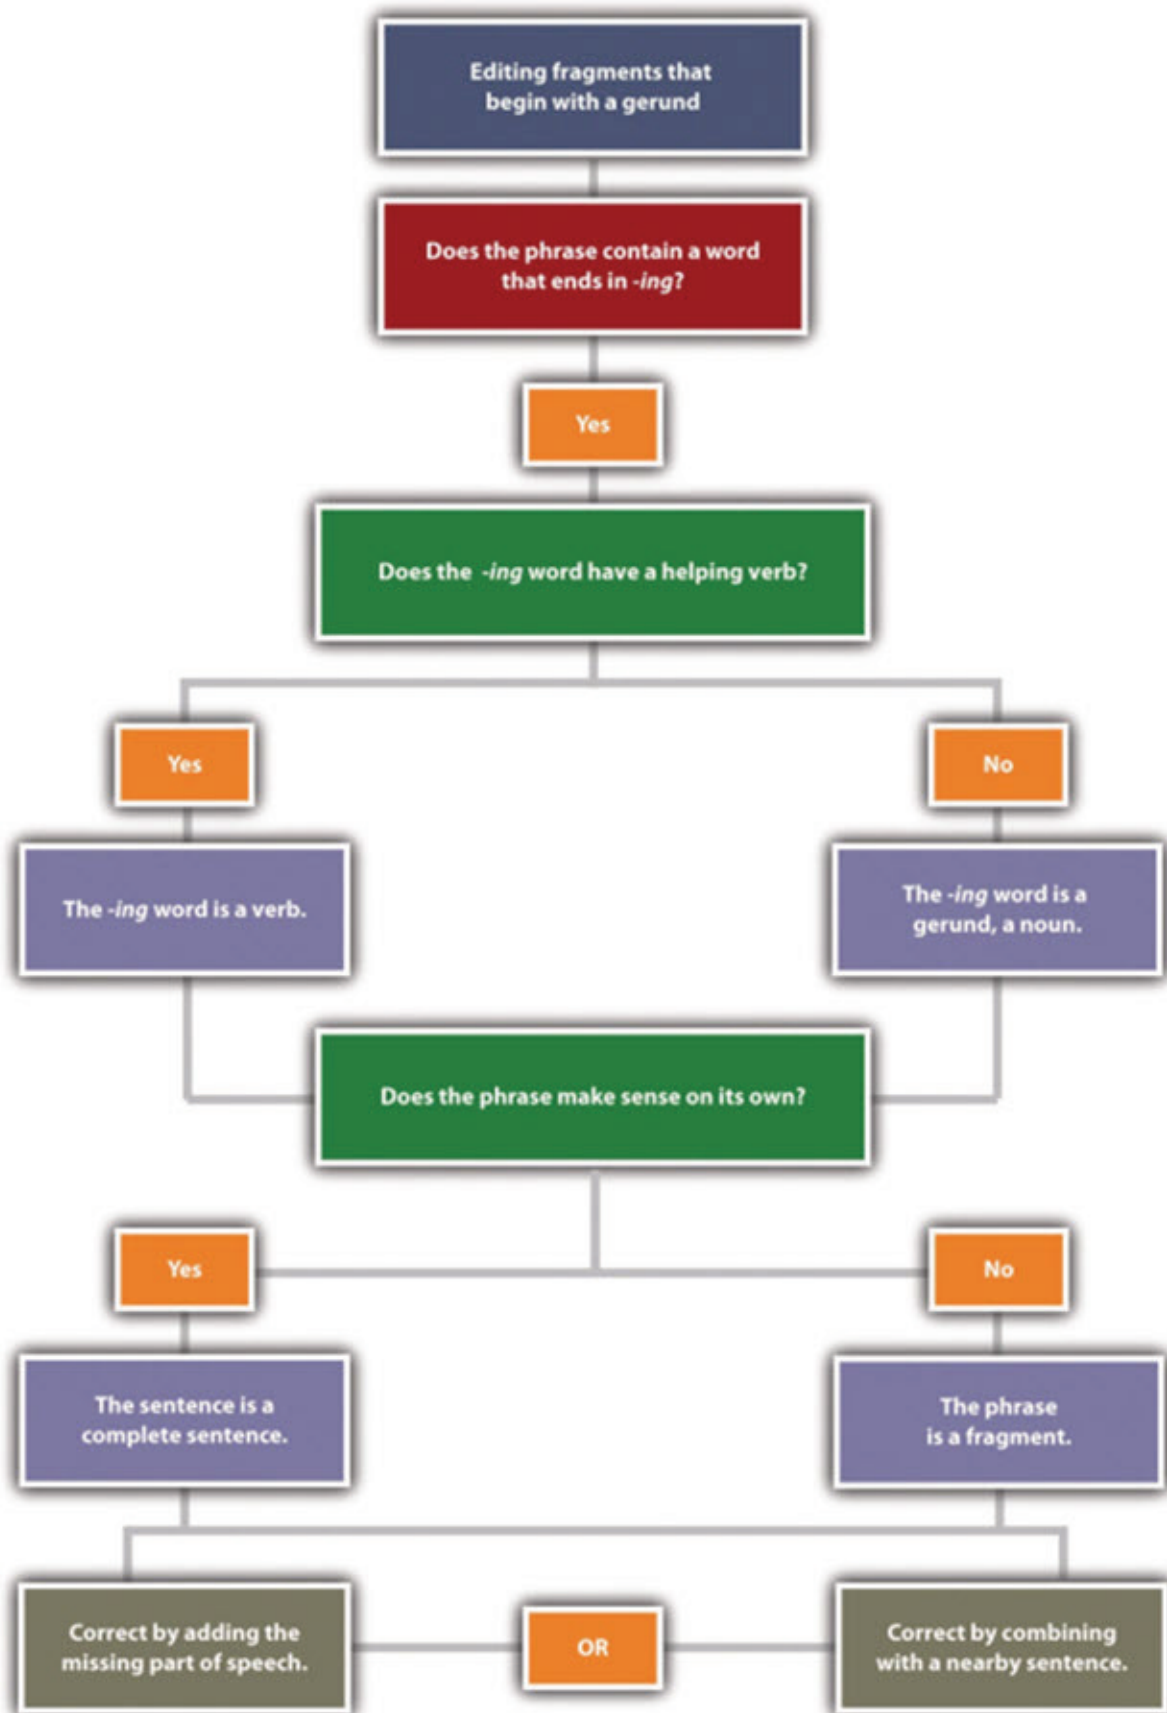 Editing fragments that
begin with a gerund
Does the phrase contain a word
that ends in -ing?
Yes
Does the -ing word have a helping verb?
Yes
No
The -ing word is a verb.
The -ing word is a
gerund, a noun.
Does the phrase make sense on its own?
Yes
No
The sentence is a
complete sentence.
The phrase
is a fragment.
Correct by adding the
missing part of speech.
OR
Correct by combining
with a nearby sentence.